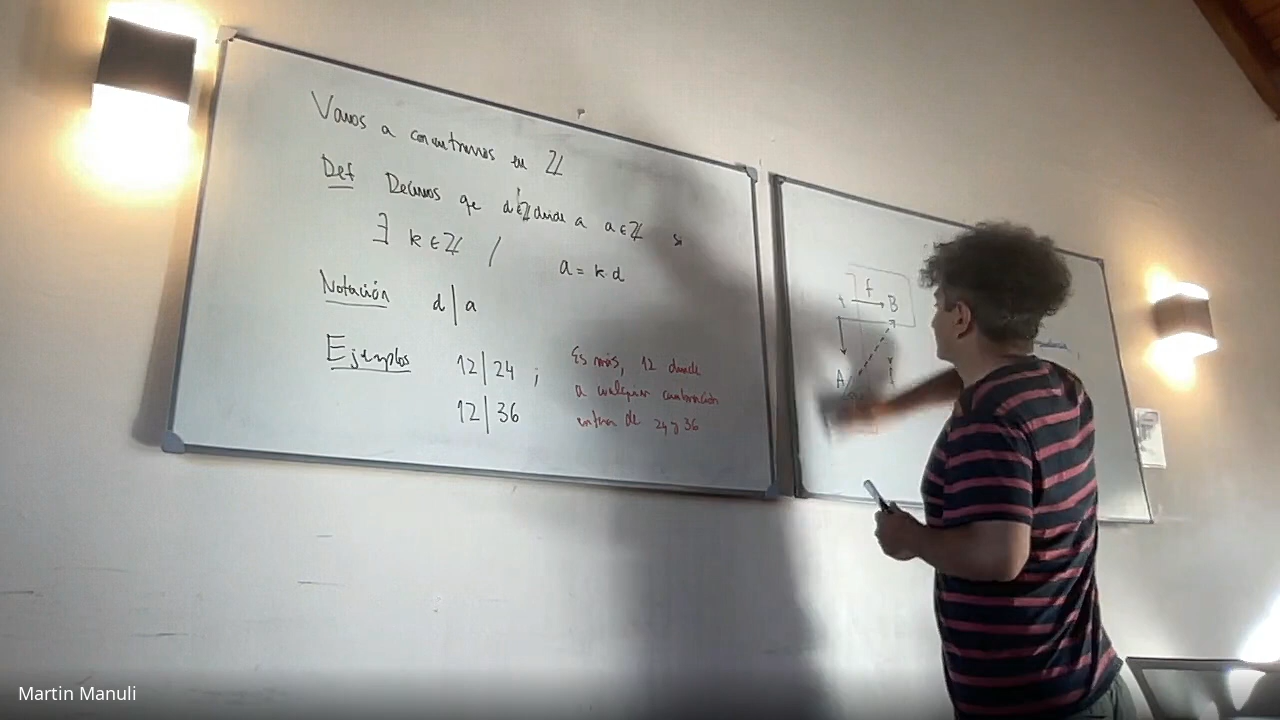 Vamos a concentrarnos en ℤ
Def Decimos que d∈ℤ divide a a∈ℤ si
∃ k∈ℤ / a = k d
Notación d|a
Ejemplos 12|24 ;
12|36
Es más, 12 divide
a cualquier combinación
entera de 24 y 36
f
B
A
Martin Manuli